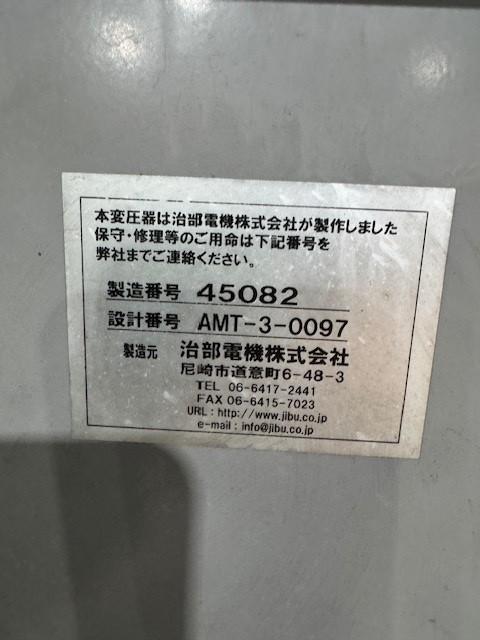 本変圧器は治部電機株式会社が製作しました
保守・修理等のご用命は下記番号を
弊社までご連絡ください。
製造番号 45082
設計番号 AMT-3-0097
製造元 治部電機株式会社
尼崎市道意町6-48-3
TEL 06-6417-2441
FAX 06-6415-7023
URL : http://www.jibu.co.jp
e-mail : info@jibu.co.jp